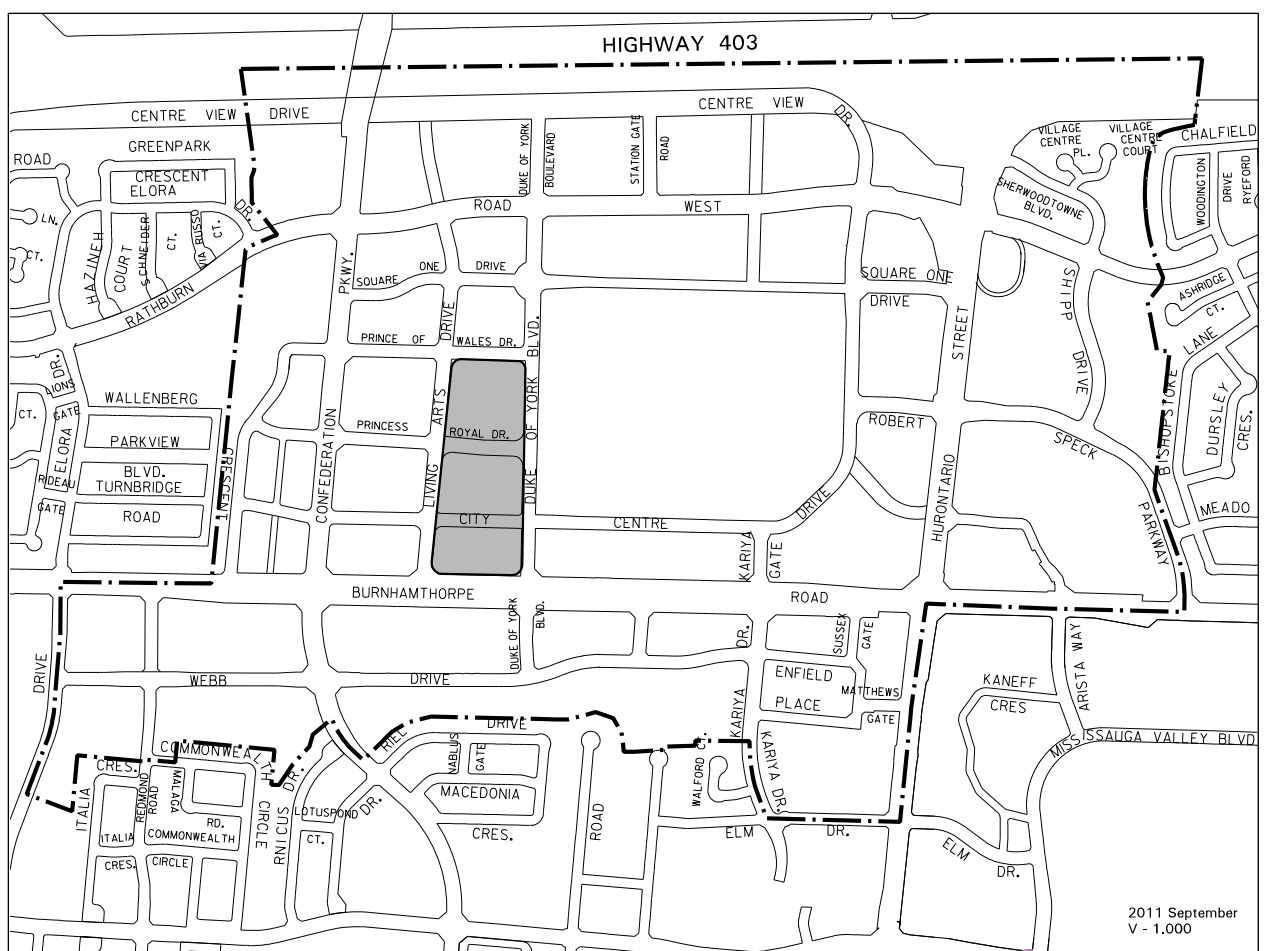 HIGHWAY 403
CENTRE VIEW DRIVE
CENTRE VIEW DR.
GREENPARK
ROAD
CRESCENT
ELORA
DR.
LN.
CT.
HAZINEH
COURT
SCHNEIDER
CT.
VIA RUSSO
CT.
RATHBURN
ROAD
WEST
DUKE OF YORK
BOULEVARD
STATION GATE
ROAD
VILLAGE
CENTRE
PL.
VILLAGE
CENTRE
COURT
CHALFIELD
SHERWOODTOWNE
BLVD.
WOODINGTON
DRIVE
RYEFORD
PKWY.
SQUARE ONE DRIVE
SQUARE ONE
DRIVE
SHIPP
DRIVE
ASHRIDGE
CT.
LANE
STREET
DRIVE
BLVD.
PRINCE OF WALES DR.
DR.
LIONS
GATE
CT.
ELORA
WALLENBERG
PARKVIEW
BLVD.
TURNBRIDGE
ROAD
RIDEAU
GATE
CRESCENT
CONFEDERATION
PRINCESS
ROYAL DR.
ARTS
LIVING
DUKE OF YORK
CITY
CENTRE
DRIVE
ROBERT
SPECK
PARKWAY
HURONTARIO
BISHOPSTOKE
DURSLEY
CRES.
MEADO
KARIYA
GATE
BURNHAMTHORPE
ROAD
DUKE OF YORK
BLVD.
DR.
SUSSEX
GATE
DRIVE
WEBB
DRIVE
ENFIELD
PLACE
MATTHEWS
GATE
KARIYA
KARIYA DR.
KANEFF
CRES
ARISTA WAY
MISSISSAUGA VALLEY BLVD.
COMMONWEALTH
CIRCLE
CRES.
ITALIA
REDMOND
ROAD
MALAGA
RD.
ITALIA
COMMONWEALTH
CRES.
CIRCLE
RIEL
DRIVE
DR.
LOTUSPOND
CT.
DR.
NABLUS
GATE
MACEDONIA
CRES.
ROAD
WALFORD CT.
ELM
DR.
ELM
DR.
2011 September
V - 1.000